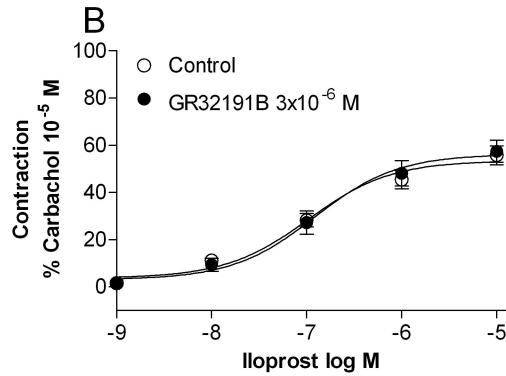 B
100
80
60
40
20
0
Contraction
% Carbachol 10⁻⁵ M
Control
GR32191B 3x10⁻⁶ M
-9 -8 -7 -6 -5
Iloprost log M